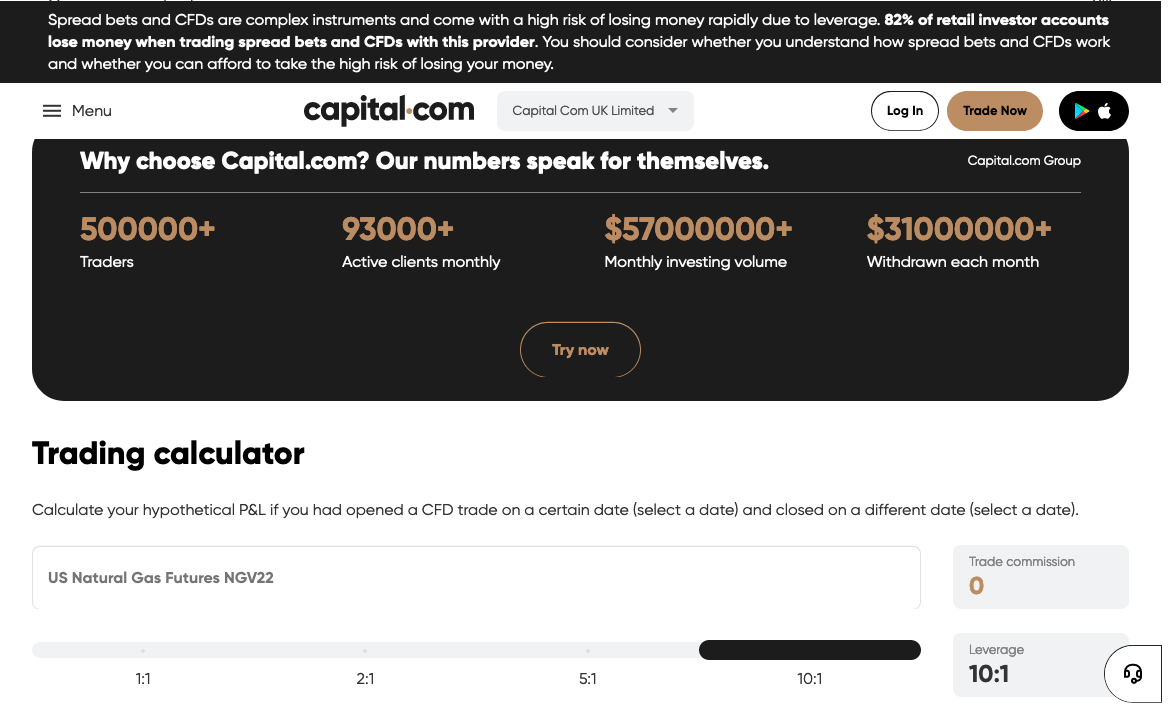 Spread bets and CFDs are complex instruments and come with a high risk of losing money rapidly due to leverage. 82% of retail investor accounts
lose money when trading spread bets and CFDs with this provider. You should consider whether you understand how spread bets and CFDs work
and whether you can afford to take the high risk of losing your money.
Menu
capital.com
Capital Com UK Limited
Log In
Trade Now
Why choose Capital.com? Our numbers speak for themselves.
Capital.com Group
500000+
93000+
$57000000+
$31000000+
Traders
Active clients monthly
Monthly investing volume
Withdrawn each month
Try now
Trading calculator
Calculate your hypothetical P&L if you had opened a CFD trade on a certain date (select a date) and closed on a different date (select a date).
US Natural Gas Futures NGV22
Trade commission
0
1:1
2:1
5:1
10:1
Leverage
10:1